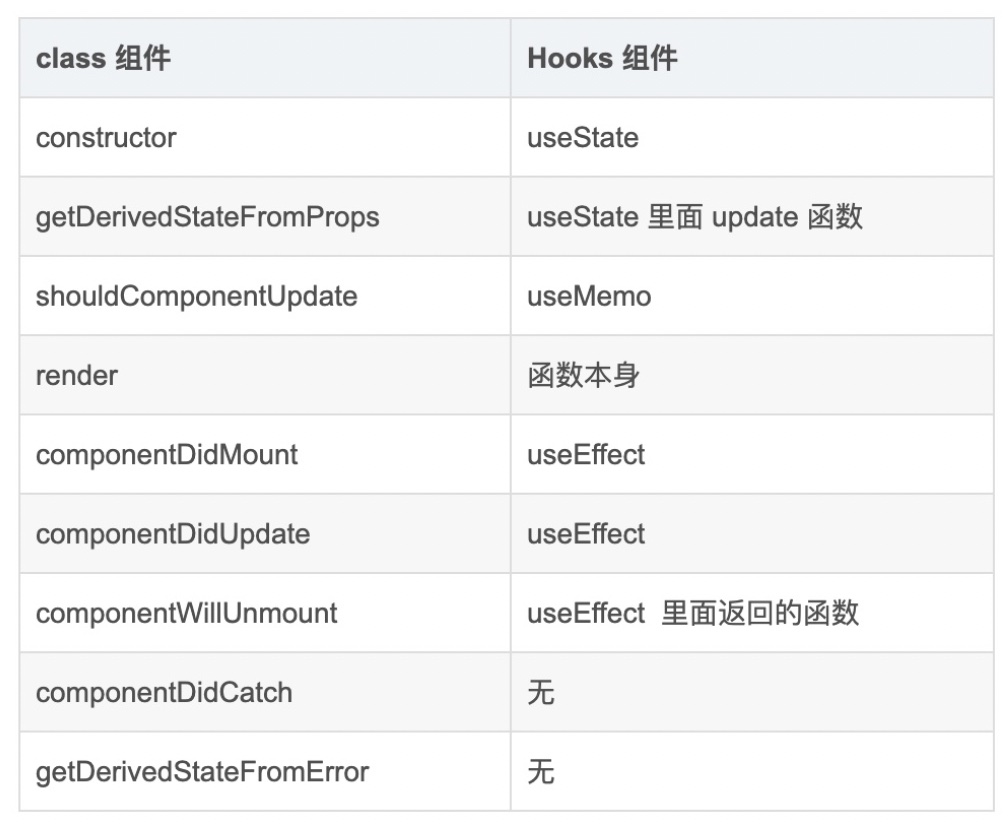 class 组件 Hooks 组件
constructor useState
getDerivedStateFromProps useState 里面 update 函数
shouldComponentUpdate useMemo
render 函数本身
componentDidMount useEffect
componentDidUpdate useEffect
componentWillUnmount useEffect 里面返回的函数
componentDidCatch 无
getDerivedStateFromError 无